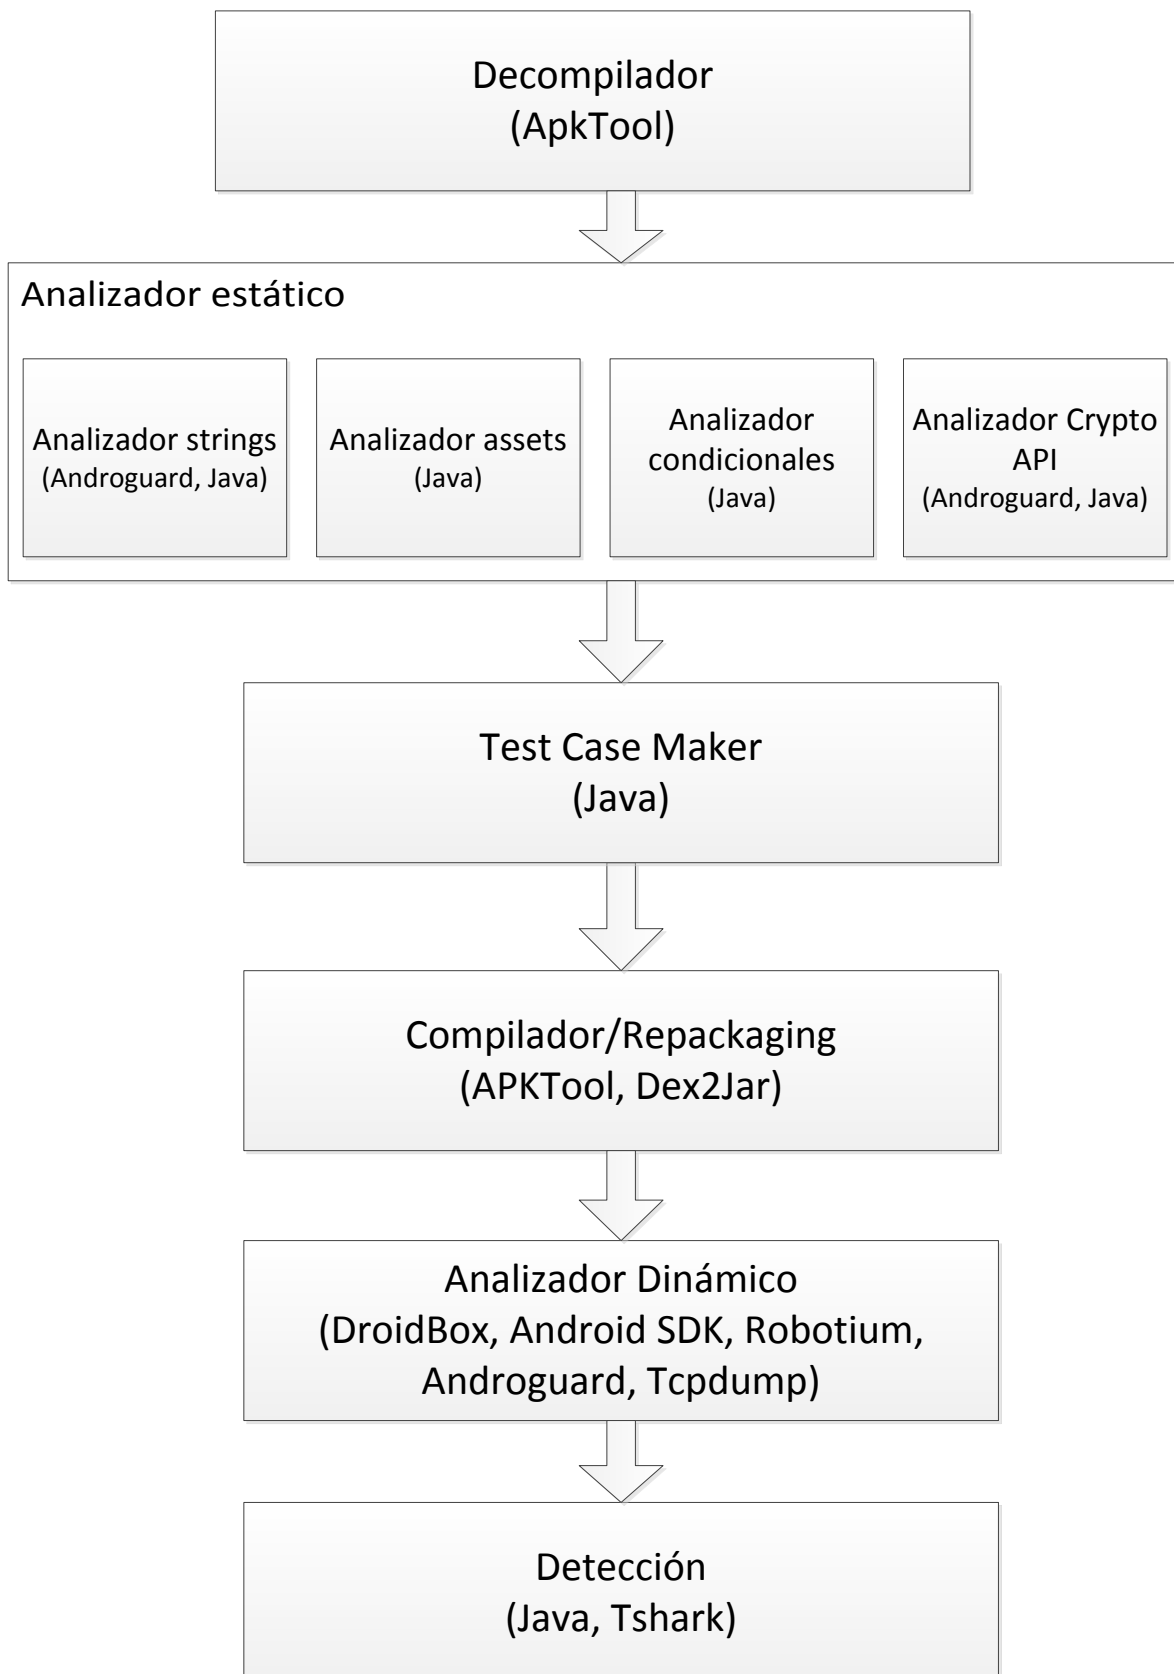 Decompilador
(ApkTool)
Analizador estático
Analizador strings
(Androguard, Java)
Analizador assets
(Java)
Analizador
condicionales
(Java)
Analizador Crypto
API
(Androguard, Java)
Test Case Maker
(Java)
Compilador/Repackaging
(APKTool, Dex2Jar)
Analizador Dinámico
(DroidBox, Android SDK, Robotium,
Androguard, Tcpdump)
Detección
(Java, Tshark)